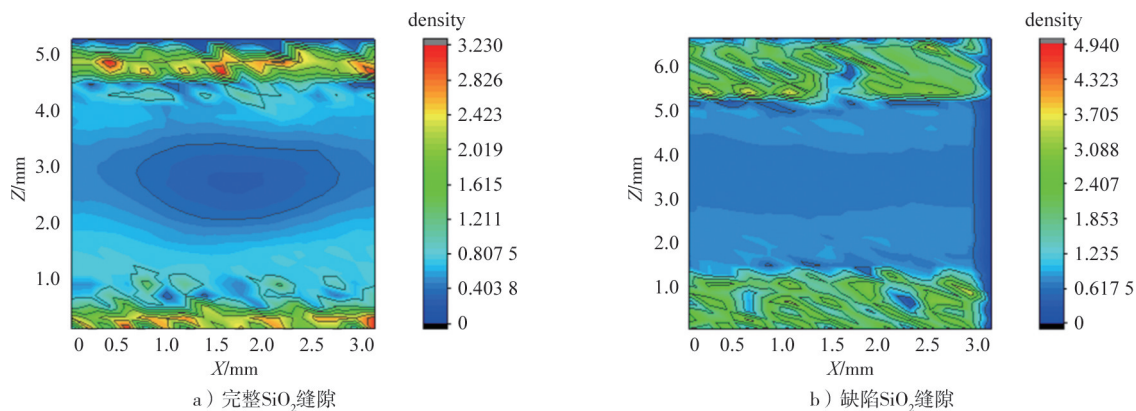 density
5.0
4.0
3.0
2.0
1.0
Z/mm
0 0.5 1.0 1.5 2.0 2.5 3.0
X/mm
3.230
2.826
2.423
2.019
1.615
1.211
0.807 5
0.403 8
0
a）完整SiO₂缝隙
density
6.0
5.0
4.0
3.0
2.0
1.0
Z/mm
0 0.5 1.0 1.5 2.0 2.5 3.0
X/mm
4.940
4.323
3.705
3.088
2.407
1.853
1.235
0.617 5
0
b）缺陷SiO₂缝隙